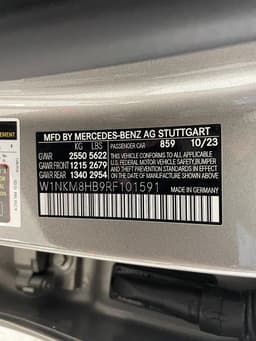 MFD BY MERCEDES-BENZ AG STUTTGART
KG LBS PASSENGER CAR 859 10/23
GVWR 2550 5622
GAWR FRONT 1215 2679
GAWR REAR 1340 2954
THIS VEHICLE CONFORMS TO ALL APPLICABLE
U.S. FEDERAL MOTOR VEHICLE SAFETY, BUMPER
AND THEFT PREVENTION STANDARDS IN EFFECT
ON THE DATE OF MANUFACTURE SHOWN ABOVE
W1NKM8HB9RF101591 MADE IN GERMANY